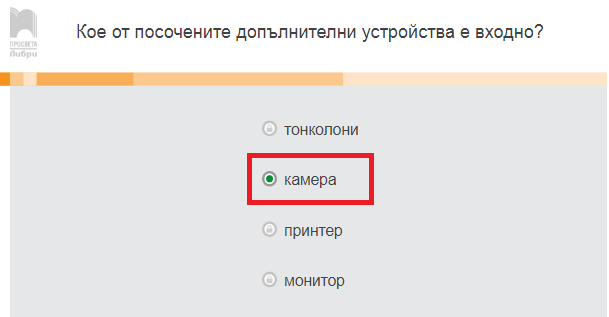 ПРОСВЕТА
Либри
Кое от посочените допълнителни устройства е входно?
тонколони
камера
принтер
монитор